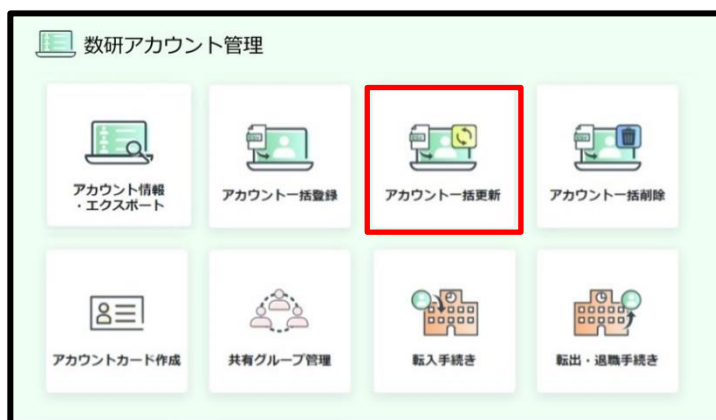 数研アカウント管理
アカウント情報
・エクスポート
アカウント一括登録
アカウント一括更新
アカウント一括削除
アカウントカード作成
共有グループ管理
転入手続き
転出・退職手続き